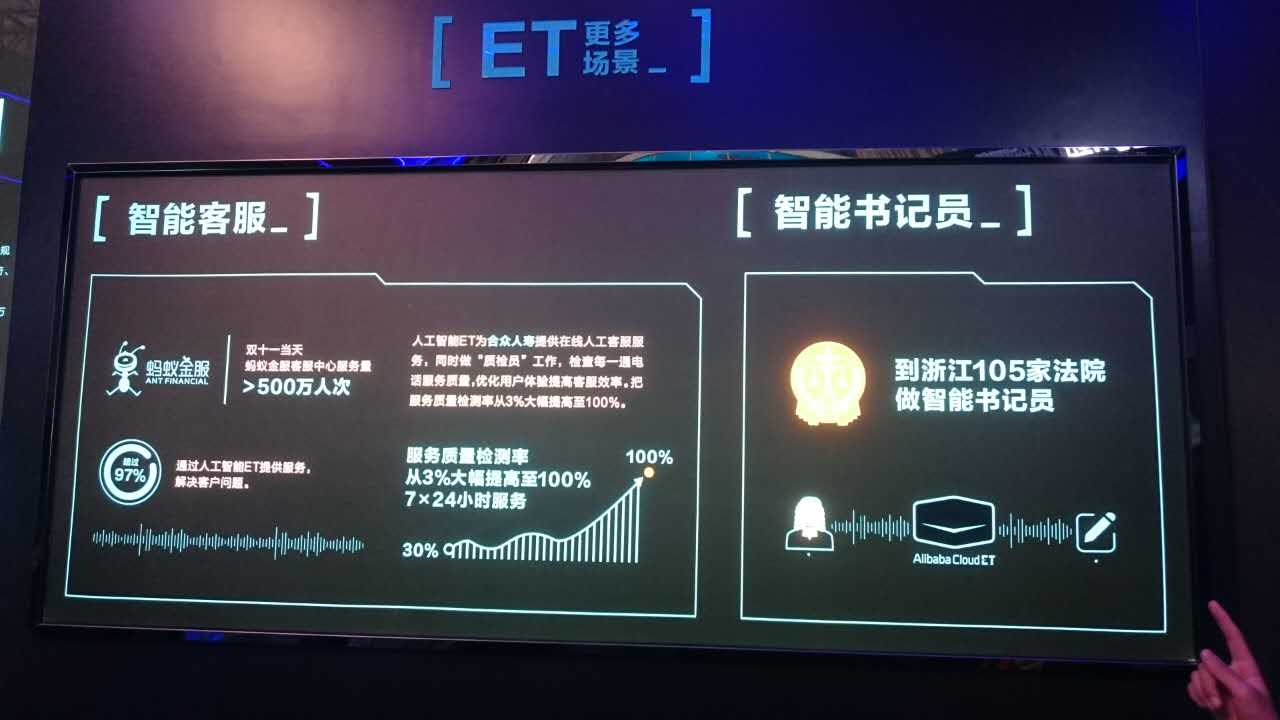 [ ET 更多
场景_ ]
[ 智能客服_ ]
蚂蚁金服
ANT FINANCIAL
双十一当天
蚂蚁金服客服中心服务量
>500万人次
人工智能ET为合众人寿提供在线人工客服服
务，同时做“质检员”工作，检查每一通电
话服务质量,优化用户体验提高客服效率。把
服务质量检测率从3%大幅提高至100%。
超过
97%
通过人工智能ET提供服务，
解决客户问题。
服务质量检测率
从3%大幅提高至100%
7×24小时服务
100%
30%
[ 智能书记员_ ]
到浙江105家法院
做智能书记员
Alibaba Cloud ET
规